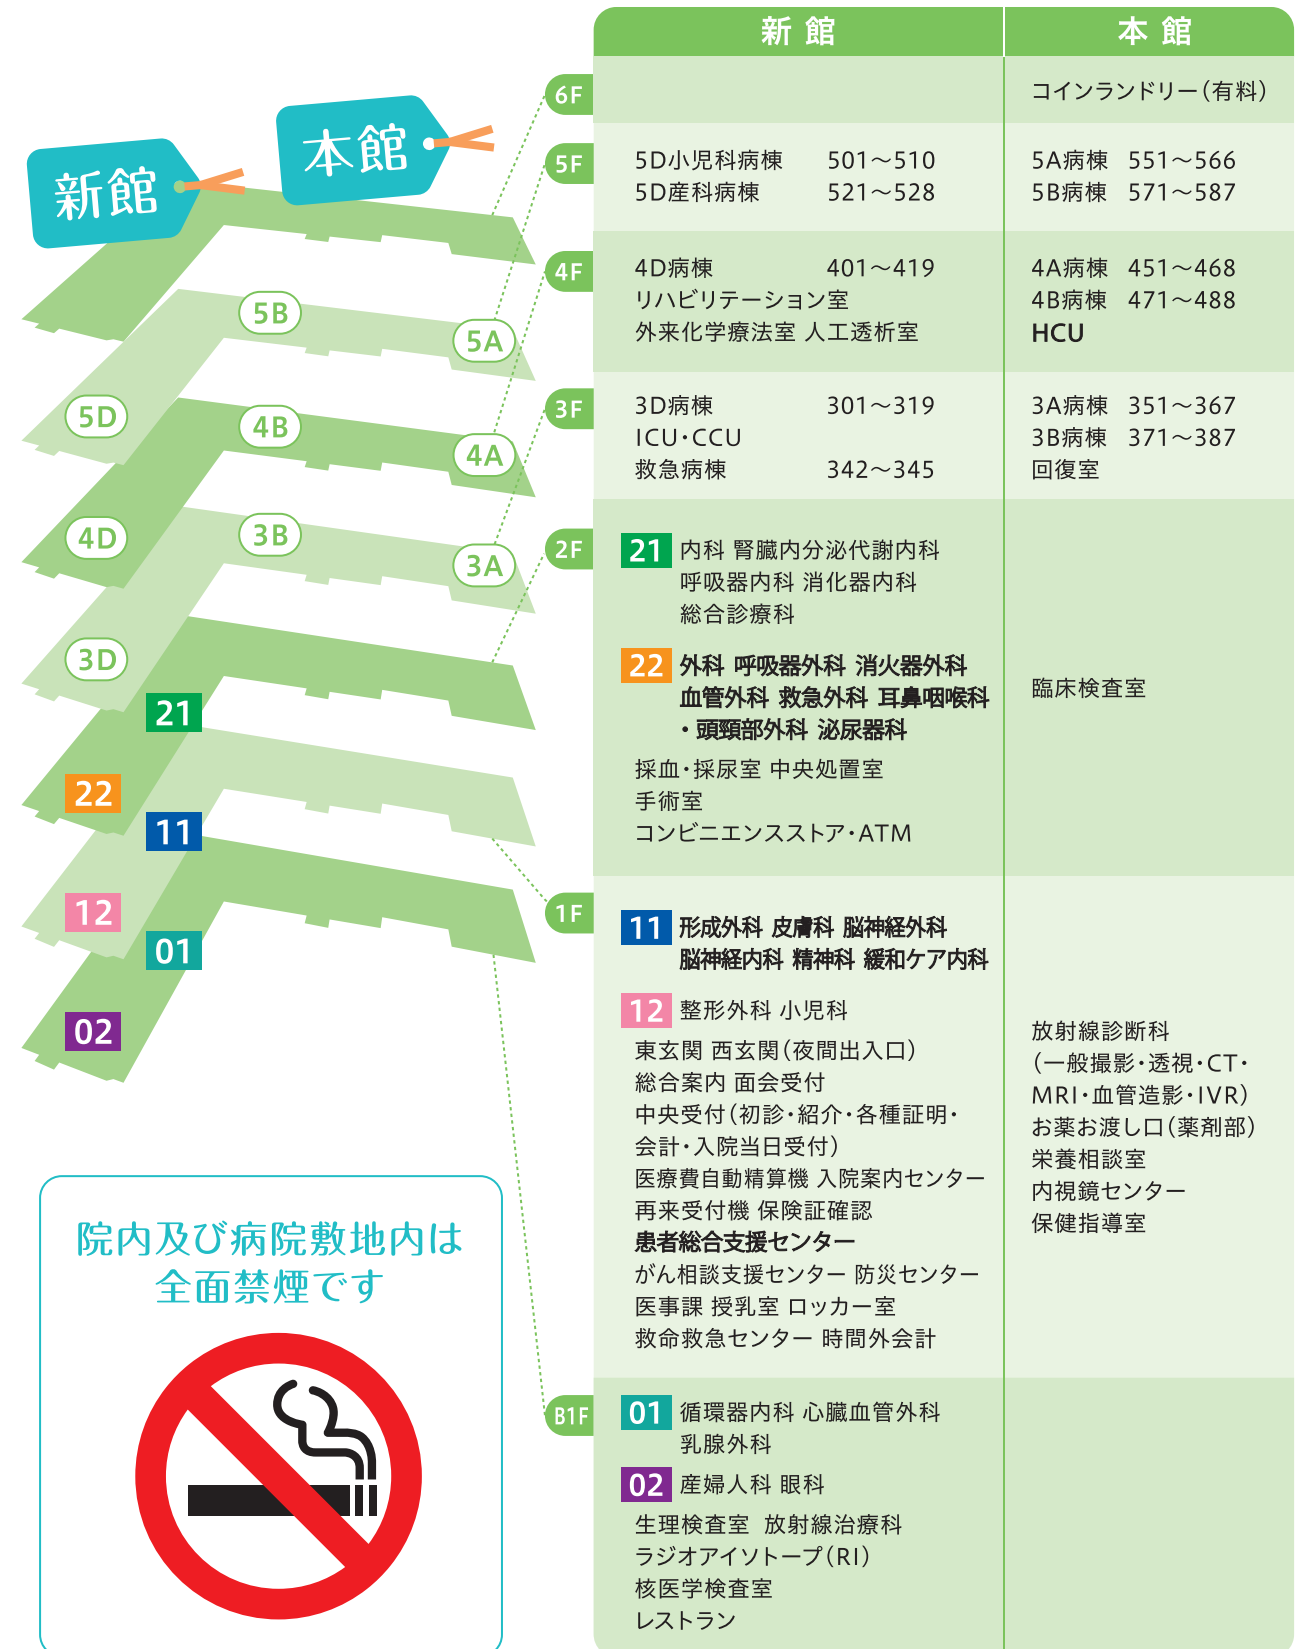 新館
本館
5B
5A
5D
4B
4A
4D
3B
3A
3D
21
22
11
12
01
02
院内及び病院敷地内は
全面禁煙です
新館 本館
6F
コインランドリー（有料）
5F
5D小児科病棟 501～510
5D産科病棟 521～528
5A病棟 551～566
5B病棟 571～587
4F
4D病棟 401～419
リハビリテーション室
外来化学療法室 人工透析室
4A病棟 451～468
4B病棟 471～488
HCU
3F
3D病棟 301～319
ICU・CCU
救急病棟 342～345
3A病棟 351～367
3B病棟 371～387
回復室
2F
21 内科 腎臓内分泌代謝内科
呼吸器内科 消化器内科
総合診療科
22 外科 呼吸器外科 消火器外科
血管外科 救急外科 耳鼻咽喉科
・頭頸部外科 泌尿器科
採血・採尿室 中央処置室
手術室
コンビニエンスストア・ATM
臨床検査室
1F
11 形成外科 皮膚科 脳神経外科
脳神経内科 精神科 緩和ケア内科
12 整形外科 小児科
東玄関 西玄関（夜間出入口）
総合案内 面会受付
中央受付（初診・紹介・各種証明・
会計・入院当日受付）
医療費自動精算機 入院案内センター
再来受付機 保険証確認
患者総合支援センター
がん相談支援センター 防災センター
医事課 授乳室 ロッカー室
救命救急センター 時間外会計
放射線診断科
（一般撮影・透視・CT・
MRI・血管造影・IVR）
お薬お渡し口（薬剤部）
栄養相談室
内視鏡センター
保健指導室
B1F
01 循環器内科 心臓血管外科
乳腺外科
02 産婦人科 眼科
生理検査室 放射線治療科
ラジオアイソトープ（RI）
核医学検査室
レストラン